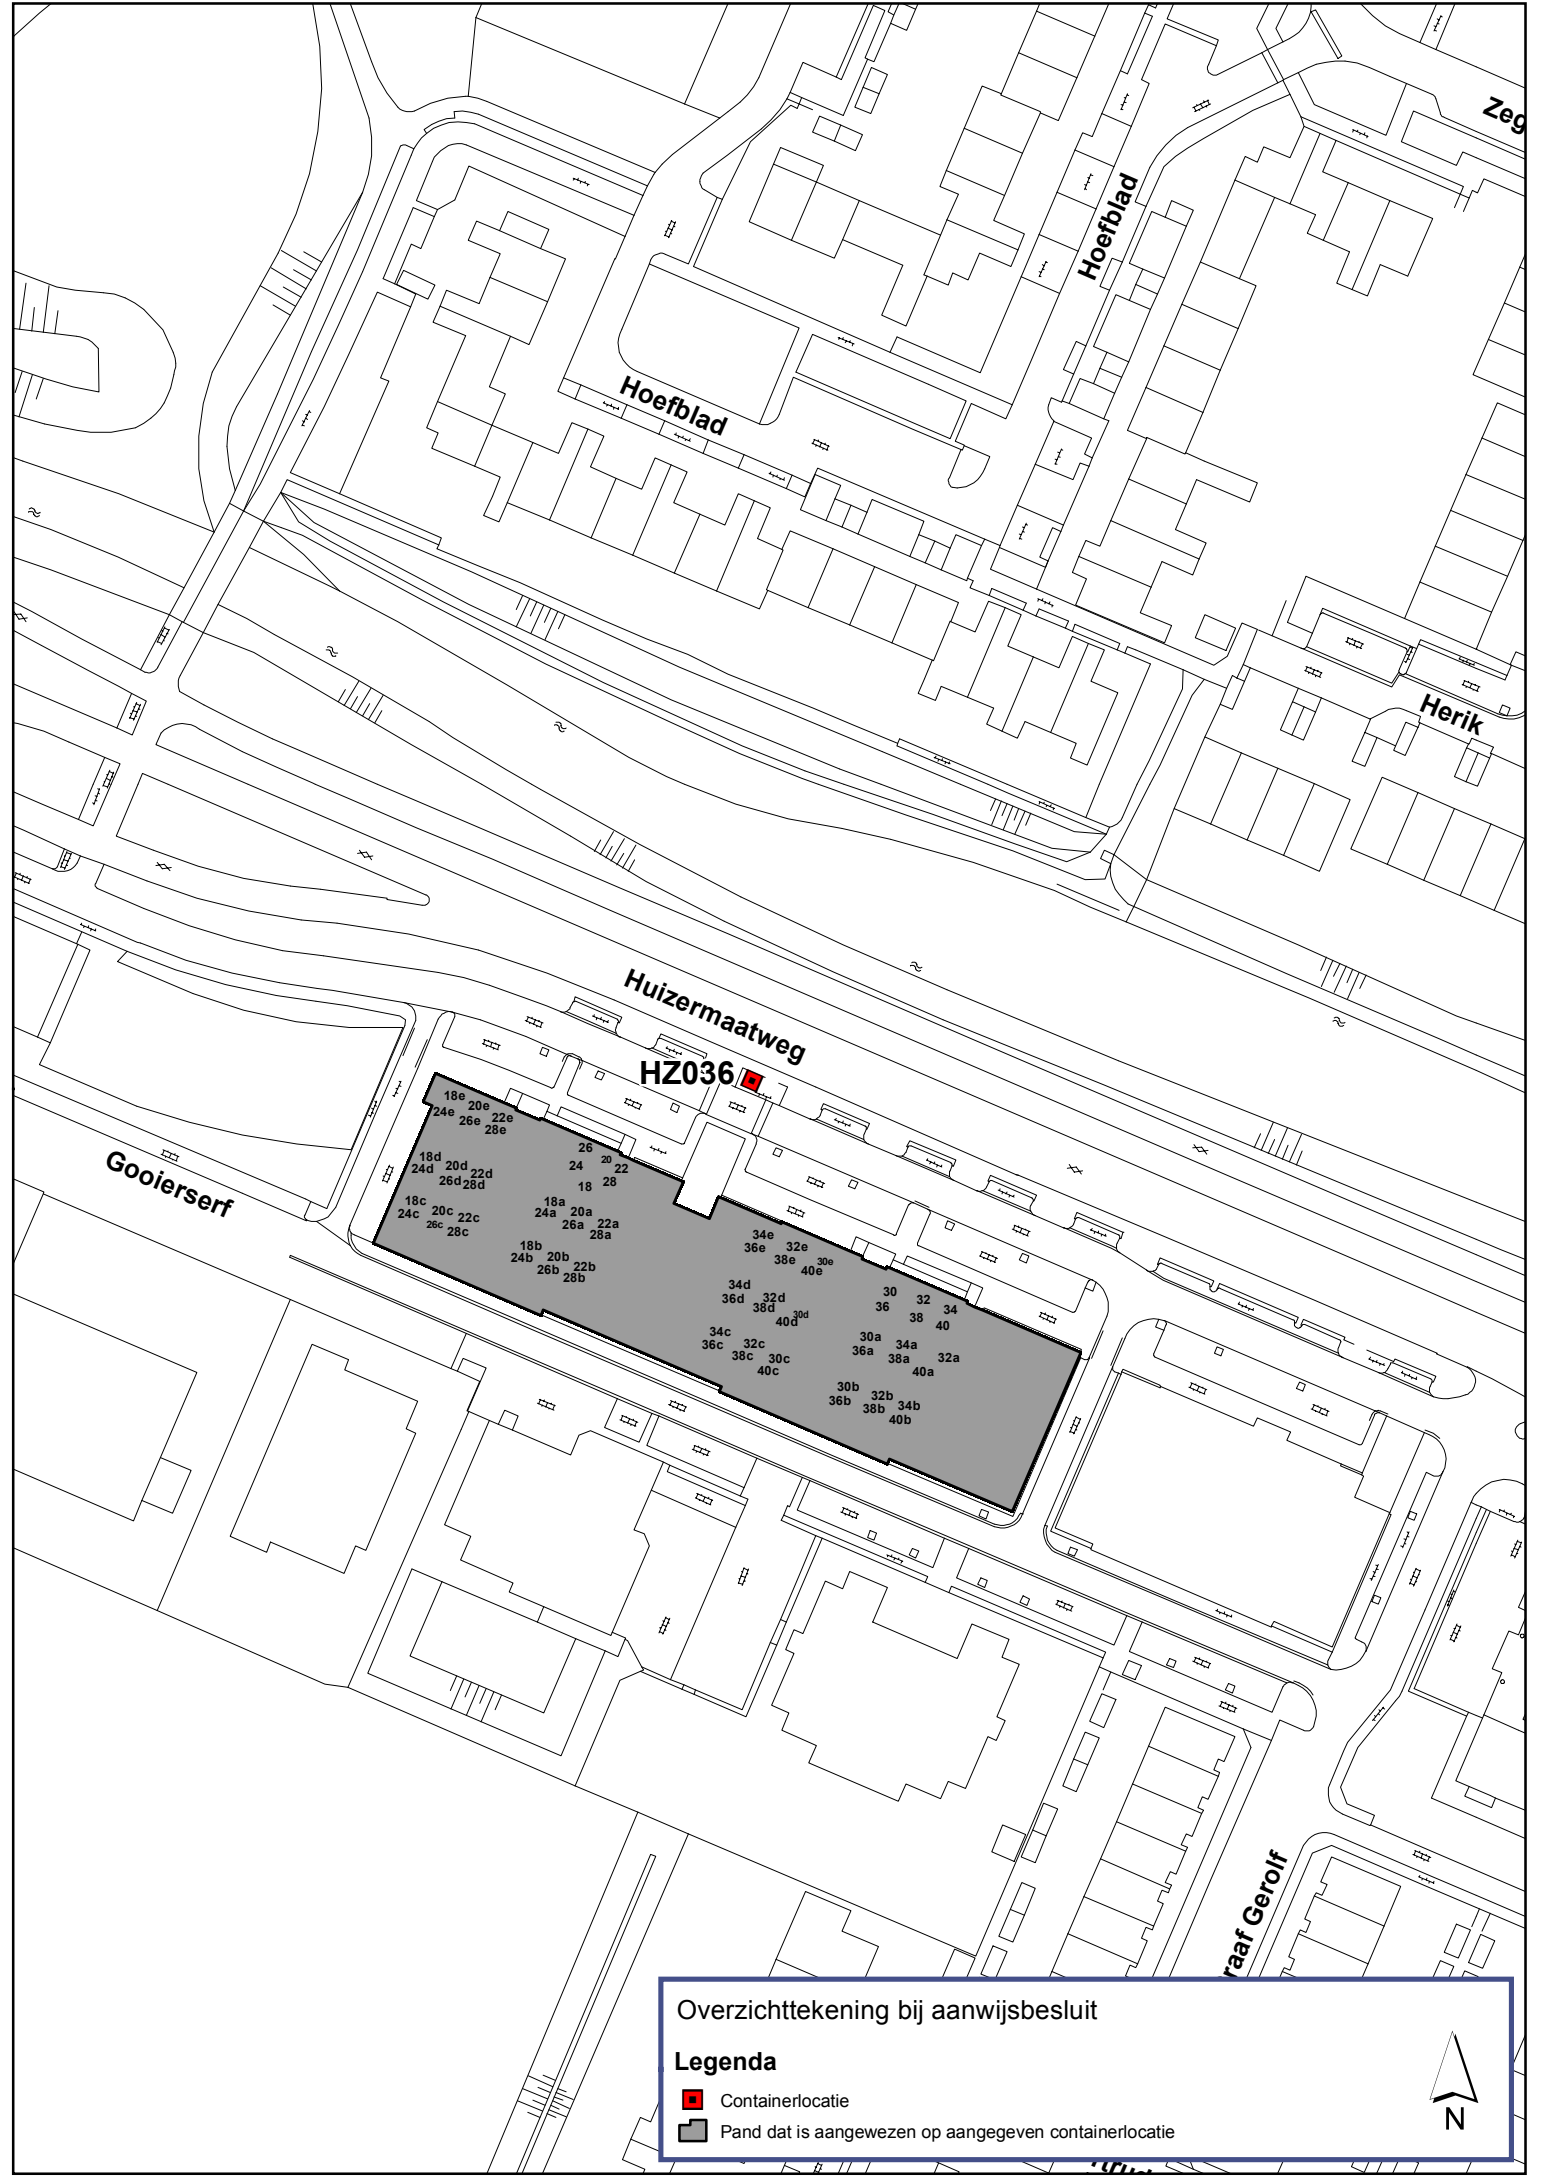 Zeg
Hoefblad
Hoefblad
Herik
Huizermaatweg
HZ036
Gooierserf
18e
20e
24e
22e
26e
28e
18d
20d
24d
22d
26d
28d
18c
20c
24c
22c
26c
28c
26
20
24
22
28
18
18a
20a
24a
22a
26a
28a
18b
20b
24b
22b
26b
28b
34e
32e
36e
30e
38e
40e
34d
32d
36d
38d
30d
40d
34c
32c
36c
38c
30c
40c
30
32
36
34
38
40
30a
34a
36a
32a
38a
40a
30b
32b
36b
34b
38b
40b
raaf Gerolf
Overzichttekening bij aanwijsbesluit
Legenda
Containerlocatie
Pand dat is aangewezen op aangegeven containerlocatie
N